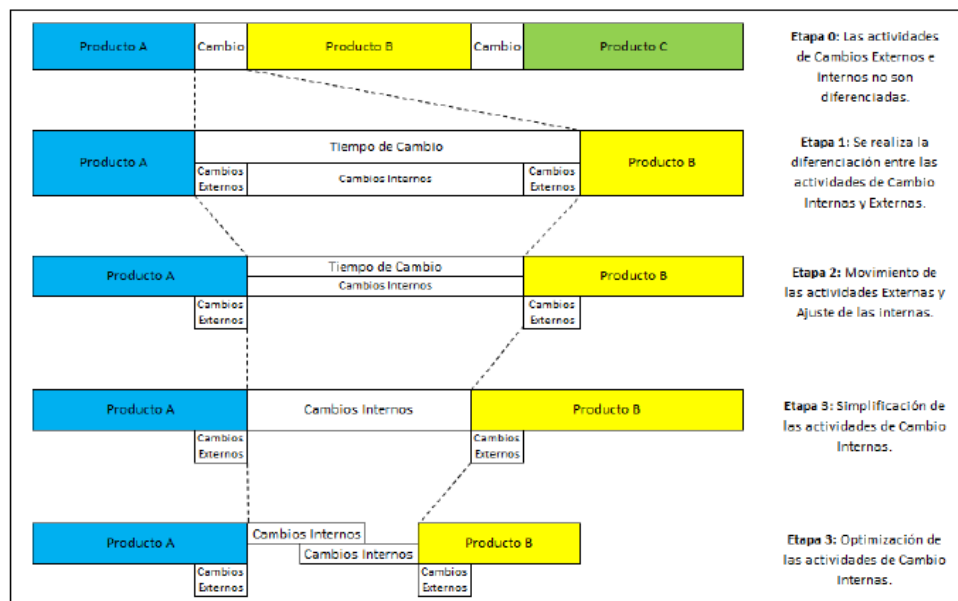 Producto A
Cambio
Producto B
Cambio
Producto C
Etapa 0: Las actividades
de Cambios Externos e
Internos no son
diferenciadas.
Producto A
Tiempo de Cambio
Cambios
Externos
Cambios Internos
Cambios
Externos
Producto B
Etapa 1: Se realiza la
diferenciación entre las
actividades de Cambio
Internas y Externas.
Producto A
Tiempo de Cambio
Cambios Internos
Producto B
Cambios
Externos
Cambios
Externos
Etapa 2: Movimiento de
las actividades Externas y
Ajuste de las internas.
Producto A
Cambios Internos
Producto B
Cambios
Externos
Cambios
Externos
Etapa 3: Simplificación de
las actividades de Cambio
Internas.
Producto A
Cambios Internos
Cambios Internos
Producto B
Cambios
Externos
Cambios
Externos
Etapa 3: Optimización de
las actividades de Cambio
Internas.